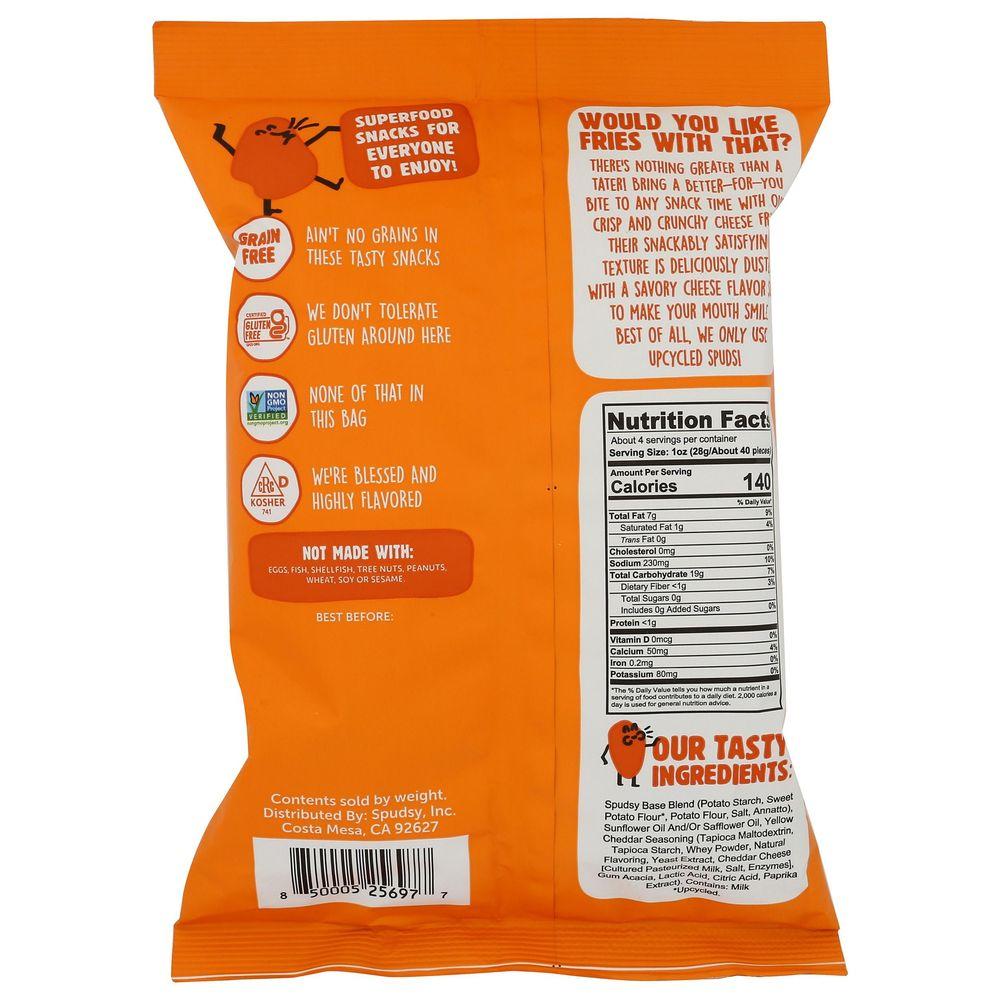 SUPERFOOD
SNACKS FOR
EVERYONE
TO ENJOY!
GRAIN
FREE
AIN'T NO GRAINS IN
THESE TASTY SNACKS
CERTIFIED
GLUTEN
FREE
WE DON'T TOLERATE
GLUTEN AROUND HERE
NON
GMO
Project
VERIFIED
nongmoproject.org
NONE OF THAT IN
THIS BAG
cRc D
KOSHER
741
WE'RE BLESSED AND
HIGHLY FLAVORED
NOT MADE WITH:
EGGS, FISH, SHELLFISH, TREE NUTS, PEANUTS,
WHEAT, SOY OR SESAME.
BEST BEFORE:
Contents sold by weight.
Distributed By: Spudsy, Inc.
Costa Mesa, CA 92627
8 50005 25697 7
WOULD YOU LIKE
FRIES WITH THAT?
THERE'S NOTHING GREATER THAN A
TATER! BRING A BETTER-FOR-YOU
BITE TO ANY SNACK TIME WITH
CRISP AND CRUNCHY CHEESE
THEIR SNACKABLY
TEXTURE IS DELICIOUSLY
WITH A SAVORY CHEESE FLAVOR
TO MAKE YOUR MOUTH
BEST OF ALL, WE ONLY
UPCYCLED SPUDS!
Nutrition Facts
About 4 servings per container
Serving Size: 1oz (28g/About 40 pieces)
Amount Per Serving
Calories 140
% Daily Value*
Total Fat 7g 9%
Saturated Fat 1g 4%
Trans Fat 0g
Cholesterol 0mg 0%
Sodium 230mg 10%
Total Carbohydrate 19g 7%
Dietary Fiber <1g 3%
Total Sugars 0g
Includes 0g Added Sugars 0%
Protein <1g
Vitamin D 0mcg 0%
Calcium 50mg 4%
Iron 0.2mg 0%
Potassium 80mg 0%
*The % Daily Value tells you how much a nutrient in a
serving of food contributes to a daily diet. 2,000 calories a
day is used for general nutrition advice.
OUR TASTY
INGREDIENTS:
Spudsy Base Blend (Potato Starch, Sweet
Potato Flour*, Potato Flour, Salt, Annatto),
Sunflower Oil And/Or Safflower Oil, Yellow
Cheddar Seasoning (Tapioca Maltodextrin,
Tapioca Starch, Whey Powder, Natural
Flavoring, Yeast Extract, Cheddar Cheese
[Cultured Pasteurized Milk, Salt, Enzymes],
Gum Acacia, Lactic Acid, Citric Acid, Paprika
Extract). Contains: Milk
*Upcycled.